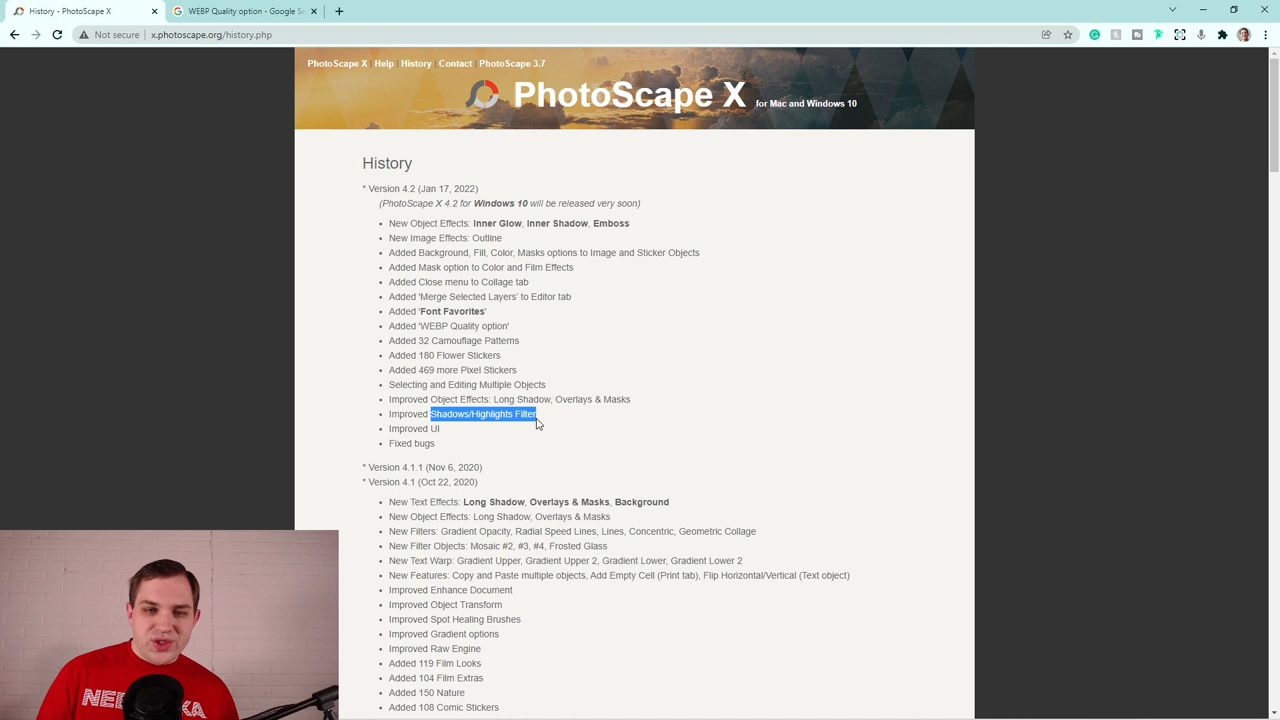 History - PhotoScape X
WEBP Quality option - Google S
Not secure | x.photoscape.org/history.php
PhotoScape X | Help | History | Contact | PhotoScape 3.7
PhotoScape X for Mac and Windows 10
History
* Version 4.2 (Jan 17, 2022)
(PhotoScape X 4.2 for Windows 10 will be released very soon)
• New Object Effects: Inner Glow, Inner Shadow, Emboss
• New Image Effects: Outline
• Added Background, Fill, Color, Masks options to Image and Sticker Objects
• Added Mask option to Color and Film Effects
• Added Close menu to Collage tab
• Added 'Merge Selected Layers' to Editor tab
• Added 'Font Favorites'
• Added 'WEBP Quality option'
• Added 32 Camouflage Patterns
• Added 180 Flower Stickers
• Added 469 more Pixel Stickers
• Selecting and Editing Multiple Objects
• Improved Object Effects: Long Shadow, Overlays & Masks
• Improved Shadows/Highlights Filter
• Improved UI
• Fixed bugs
* Version 4.1.1 (Nov 6, 2020)
* Version 4.1 (Oct 22, 2020)
• New Text Effects: Long Shadow, Overlays & Masks, Background
• New Object Effects: Long Shadow, Overlays & Masks
• New Filters: Gradient Opacity, Radial Speed Lines, Lines, Concentric, Geometric Collage
• New Filter Objects: Mosaic #2, #3, #4, Frosted Glass
• New Text Warp: Gradient Upper, Gradient Upper 2, Gradient Lower, Gradient Lower 2
• New Features: Copy and Paste multiple objects, Add Empty Cell (Print tab), Flip Horizontal/Vertical (Text object)
• Improved Enhance Document
• Improved Object Transform
• Improved Spot Healing Brushes
• Improved Gradient options
• Improved Raw Engine
• Added 119 Film Looks
• Added 104 Film Extras
• Added 150 Nature
• Added 108 Comic Stickers